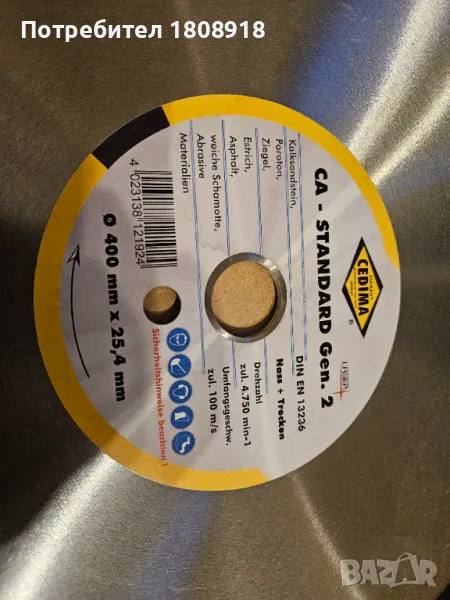 Потребител 1808918
CEDIMA
®
CA - STANDARD Gen. 2
LASER
Kalksandstein,
Poroton,
Ziegel,
Estrich,
Asphalt,
weiche Schamotte,
Abrasive
Materialien
DIN EN 13236
Nass + Trocken
Drehzahl
zul. 4.750 min-1
Umfangsgeschw.
zul. 100 m/s
4 023138 121924
Sicherheitshinweise beachten !
Ø 400 mm x 25,4 mm
BAZAR